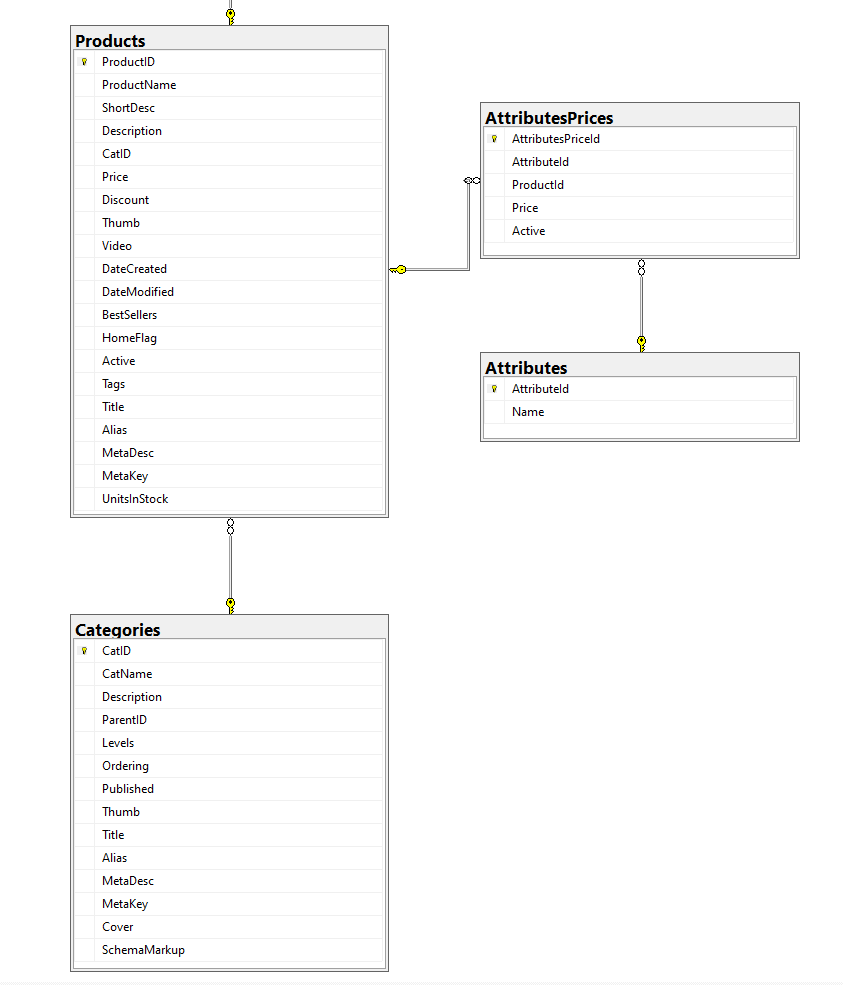 Products
ProductID
ProductName
ShortDesc
Description
CatID
Price
Discount
Thumb
Video
DateCreated
DateModified
BestSellers
HomeFlag
Active
Tags
Title
Alias
MetaDesc
MetaKey
UnitsInStock
AttributesPrices
AttributesPriceId
AttributeId
ProductId
Price
Active
Attributes
AttributeId
Name
Categories
CatID
CatName
Description
ParentID
Levels
Ordering
Published
Thumb
Title
Alias
MetaDesc
MetaKey
Cover
SchemaMarkup